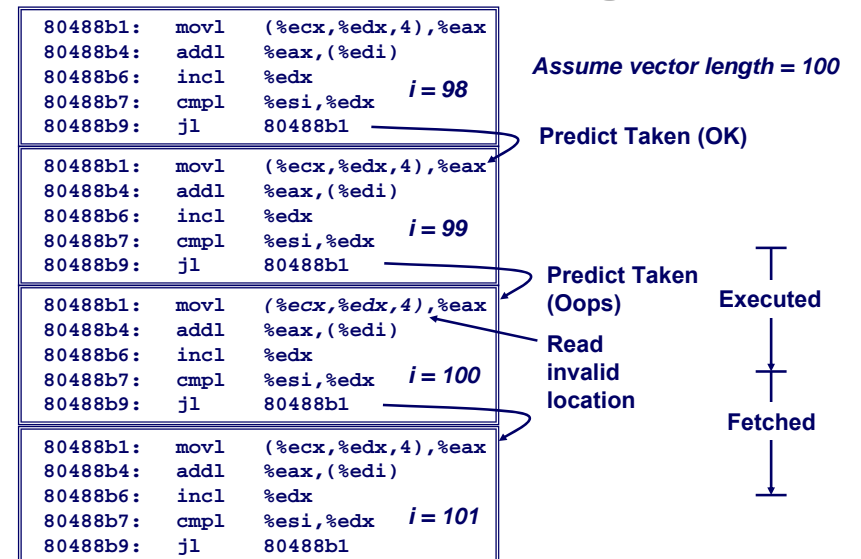 80488b1: movl (%ecx,%edx,4),%eax
80488b4: addl %eax,(%edi)
80488b6: incl %edx
80488b7: cmpl %esi,%edx
80488b9: jl 80488b1
i = 98
Assume vector length = 100
Predict Taken (OK)
80488b1: movl (%ecx,%edx,4),%eax
80488b4: addl %eax,(%edi)
80488b6: incl %edx
80488b7: cmpl %esi,%edx
80488b9: jl 80488b1
i = 99
Predict Taken
(Oops)
80488b1: movl (%ecx,%edx,4),%eax
80488b4: addl %eax,(%edi)
80488b6: incl %edx
80488b7: cmpl %esi,%edx
80488b9: jl 80488b1
i = 100
Read
invalid
location
Executed
Fetched
80488b1: movl (%ecx,%edx,4),%eax
80488b4: addl %eax,(%edi)
80488b6: incl %edx
80488b7: cmpl %esi,%edx
80488b9: jl 80488b1
i = 101